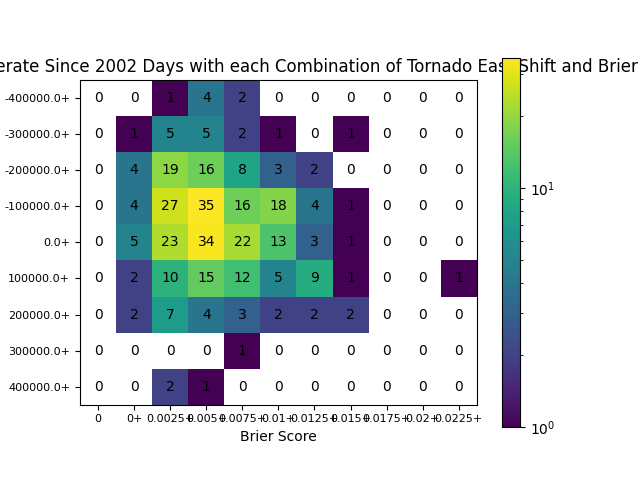 erate Since 2002 Days with each Combination of Tornado East Shift and Brier
-400000.0+ 0 0 1 4 2 0 0 0 0 0 0
-300000.0+ 0 1 5 5 2 1 0 1 0 0 0
-200000.0+ 0 4 19 16 8 3 2 0 0 0 0
-100000.0+ 0 4 27 35 16 18 4 1 0 0 0
0.0+ 0 5 23 34 22 13 3 1 0 0 0
100000.0+ 0 2 10 15 12 5 9 1 0 0 1
200000.0+ 0 2 7 4 3 2 2 2 0 0 0
300000.0+ 0 0 0 0 1 0 0 0 0 0 0
400000.0+ 0 0 2 1 0 0 0 0 0 0 0
0 0+ 0.0025+ 0.005+ 0.0075+ 0.01+ 0.0125+ 0.015+ 0.0175+ 0.02+ 0.0225+
Brier Score
10¹
10⁰